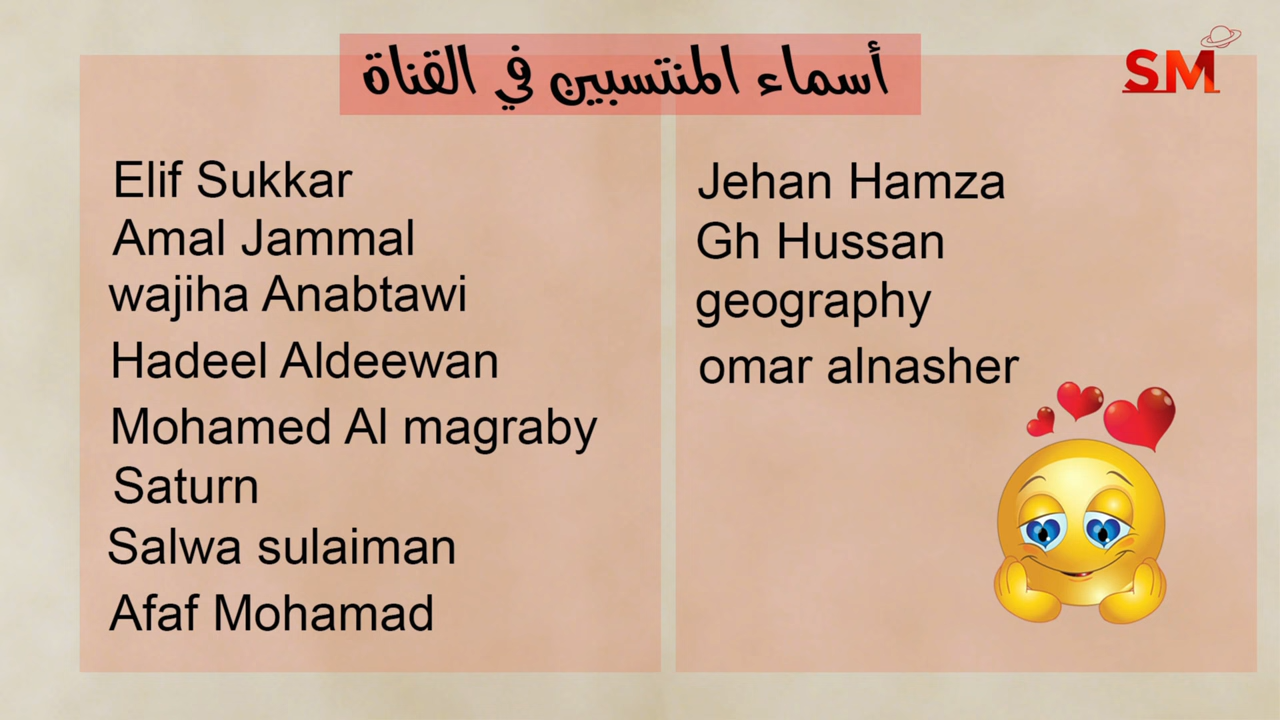 أسماء المنتسبين في القناة
SM
Elif Sukkar
Amal Jammal
wajiha Anabtawi
Hadeel Aldeewan
Mohamed Al magraby
Saturn
Salwa sulaiman
Afaf Mohamad
Jehan Hamza
Gh Hussan
geography
omar alnasher